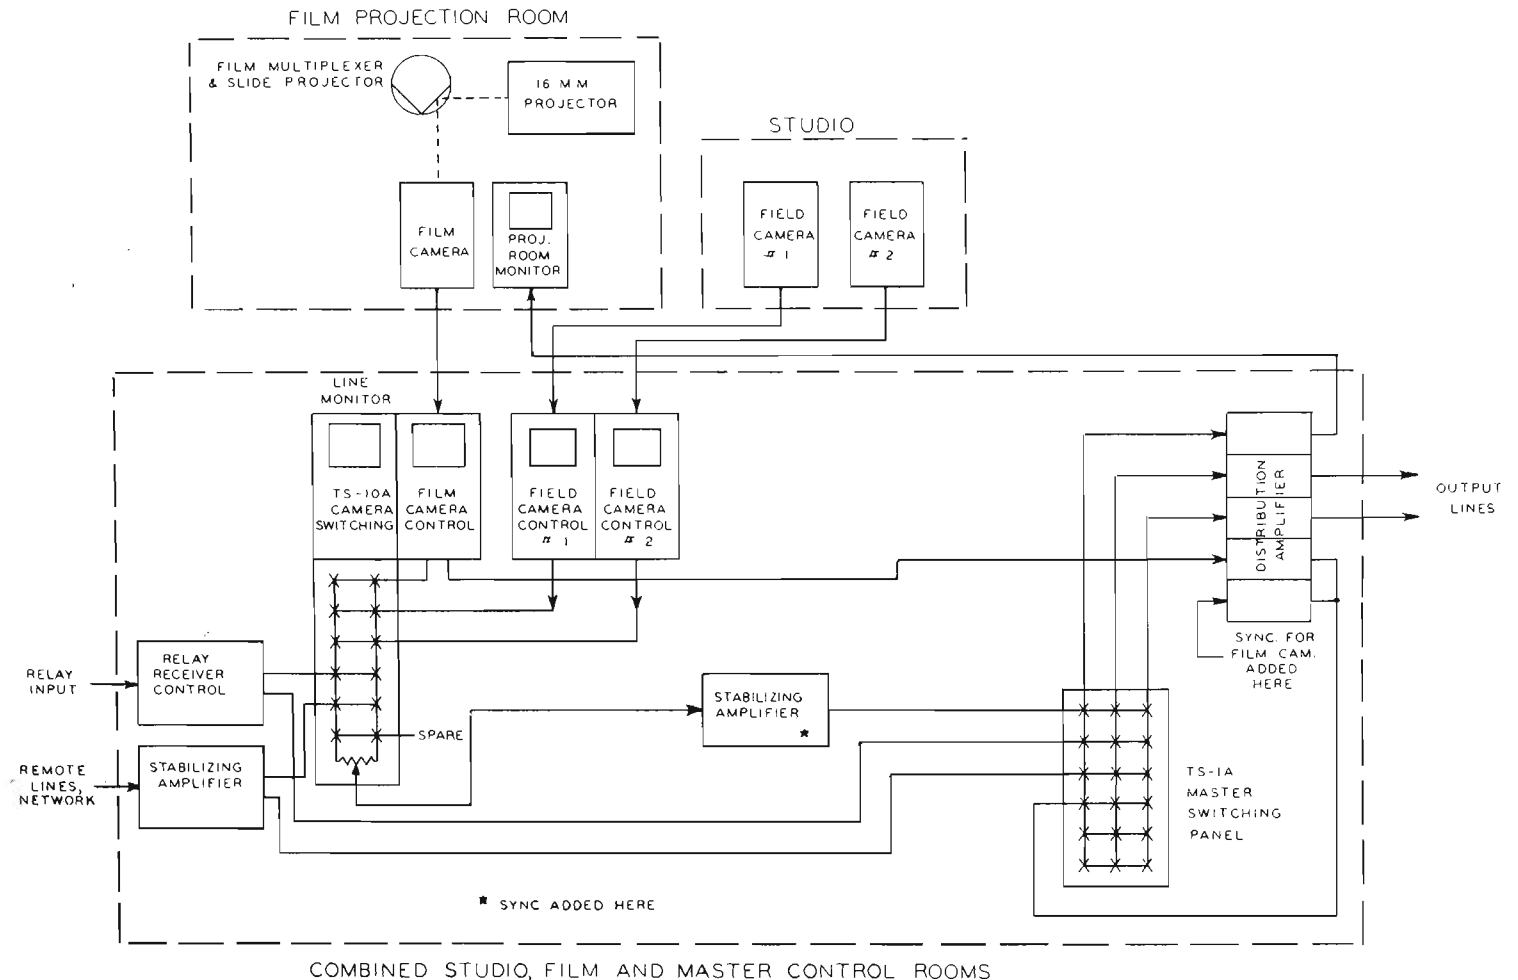 FILM PROJECTION ROOM
FILM MULTIPLEXER
& SLIDE PROJECTOR
16 MM
PROJECTOR
STUDIO
FILM
CAMERA
PROJ.
ROOM
MONITOR
FIELD
CAMERA
# 1
FIELD
CAMERA
# 2
LINE
MONITOR
TS-10A
CAMERA
SWITCHING
FILM
CAMERA
CONTROL
FIELD
CAMERA
CONTROL
# 1
FIELD
CAMERA
CONTROL
# 2
DISTRIBUTION
AMPLIFIER
OUTPUT
LINES
SYNC. FOR
FILM CAM.
ADDED
HERE
RELAY
INPUT
RELAY
RECEIVER
CONTROL
SPARE
STABILIZING
AMPLIFIER
*
REMOTE
LINES,
NETWORK
STABILIZING
AMPLIFIER
TS-1A
MASTER
SWITCHING
PANEL
* SYNC ADDED HERE
COMBINED STUDIO, FILM AND MASTER CONTROL ROOMS